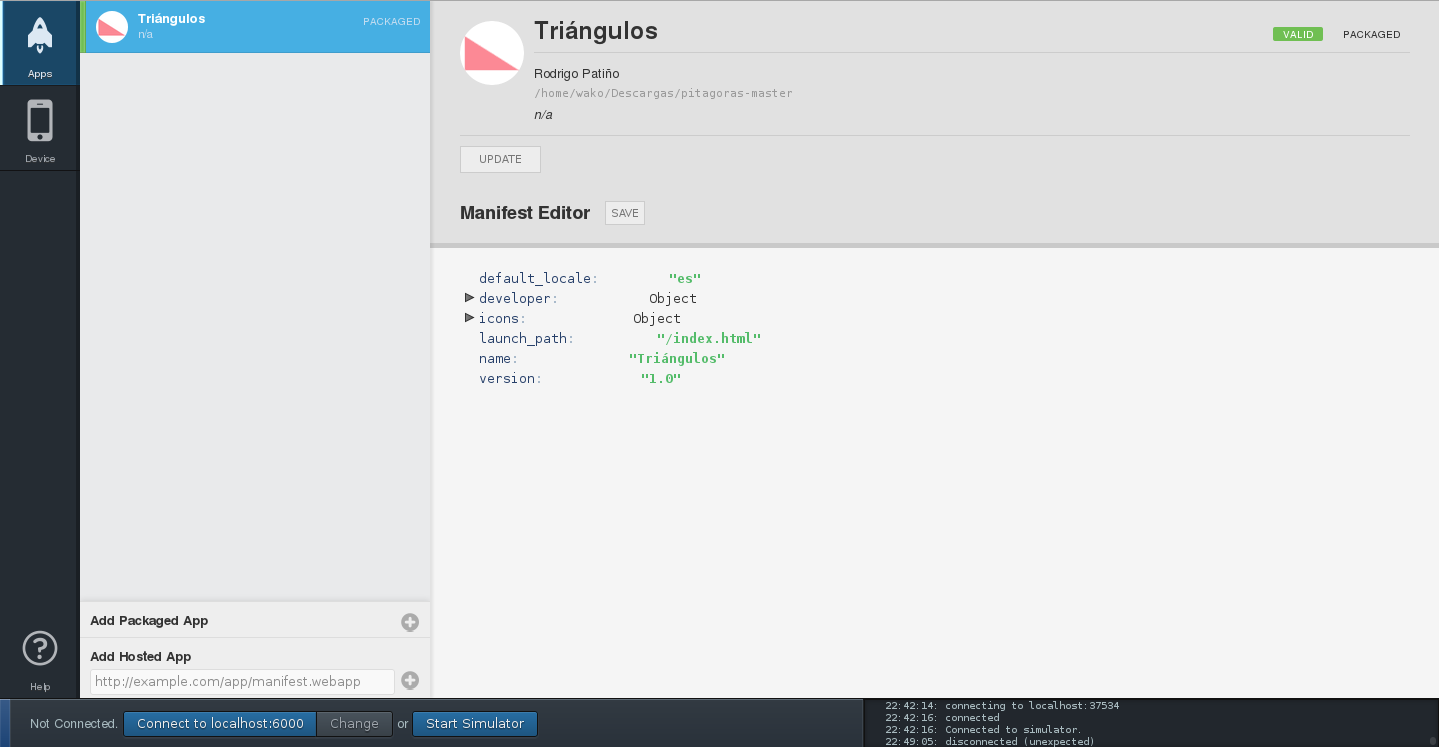 Apps
Device
Help
Triángulos
PACKAGED
n/a
Add Packaged App
Add Hosted App
http://example.com/app/manifest.webapp
Triángulos
VALID
PACKAGED
Rodrigo Patiño
/home/wako/Descargas/pitagoras-master
n/a
UPDATE
Manifest Editor
SAVE
default_locale: "es"
developer: Object
icons: Object
launch_path: "/index.html"
name: "Triángulos"
version: "1.0"
Not Connected. Connect to localhost:6000 Change or Start Simulator
22:42:14: connecting to localhost:37534
22:42:16: connected
22:42:16: Connected to simulator.
22:49:05: disconnected (unexpected)